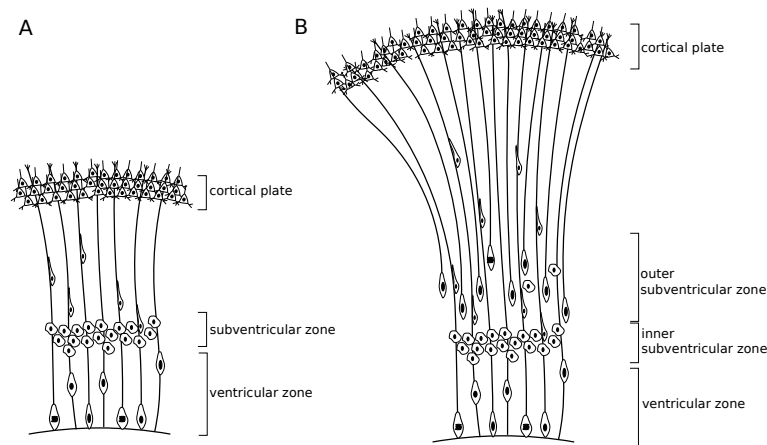 A
cortical plate
subventricular zone
ventricular zone
B
cortical plate
outer
subventricular zone
inner
subventricular zone
ventricular zone